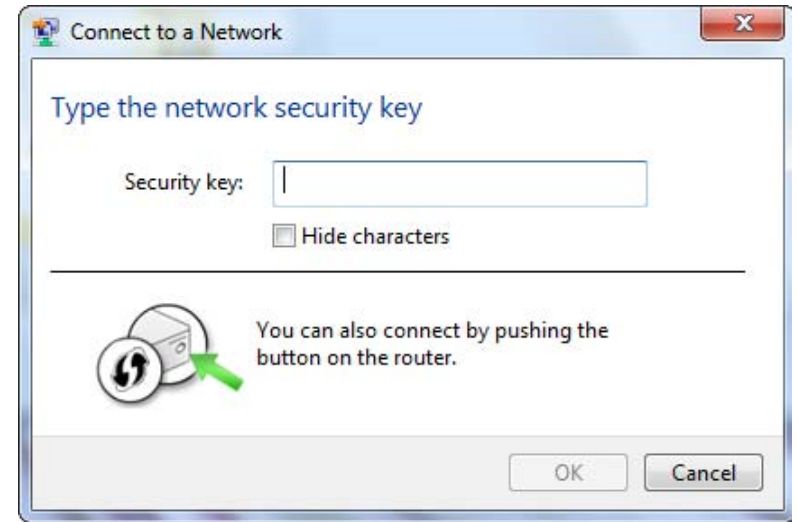 Connect to a Network
Type the network security key
Security key:
Hide characters
You can also connect by pushing the
button on the router.
OK
Cancel